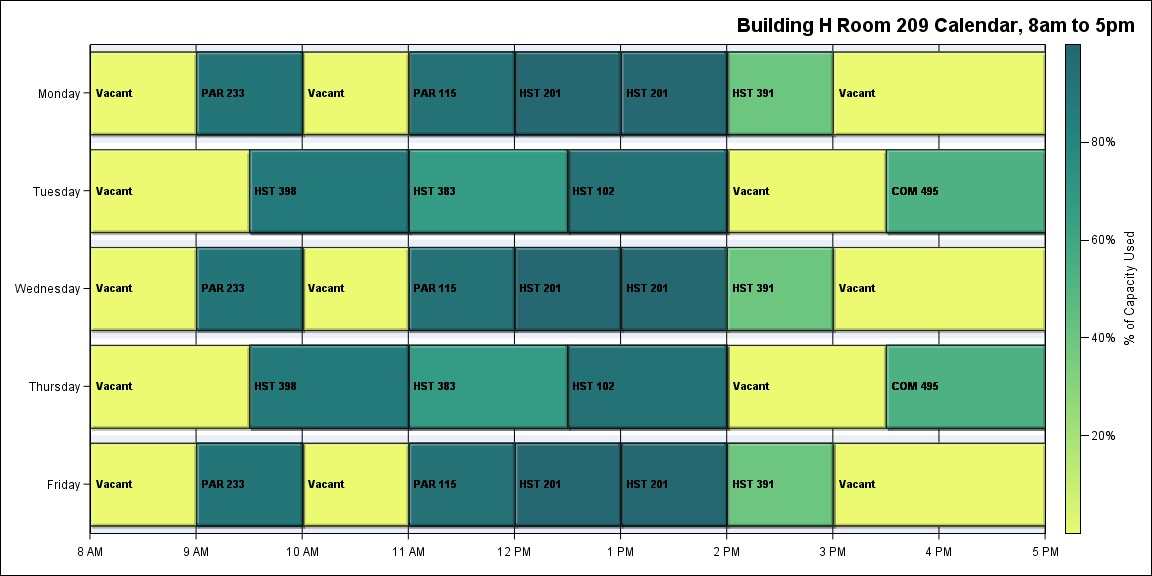 Building H Room 209 Calendar, 8am to 5pm
Monday
Vacant
PAR 233
Vacant
PAR 115
HST 201
HST 201
HST 391
Vacant
Tuesday
Vacant
HST 398
HST 383
HST 102
Vacant
COM 495
Wednesday
Vacant
PAR 233
Vacant
PAR 115
HST 201
HST 201
HST 391
Vacant
Thursday
Vacant
HST 398
HST 383
HST 102
Vacant
COM 495
Friday
Vacant
PAR 233
Vacant
PAR 115
HST 201
HST 201
HST 391
Vacant
8 AM
9 AM
10 AM
11 AM
12 PM
1 PM
2 PM
3 PM
4 PM
5 PM
80%
60%
40%
20%
% of Capacity Used